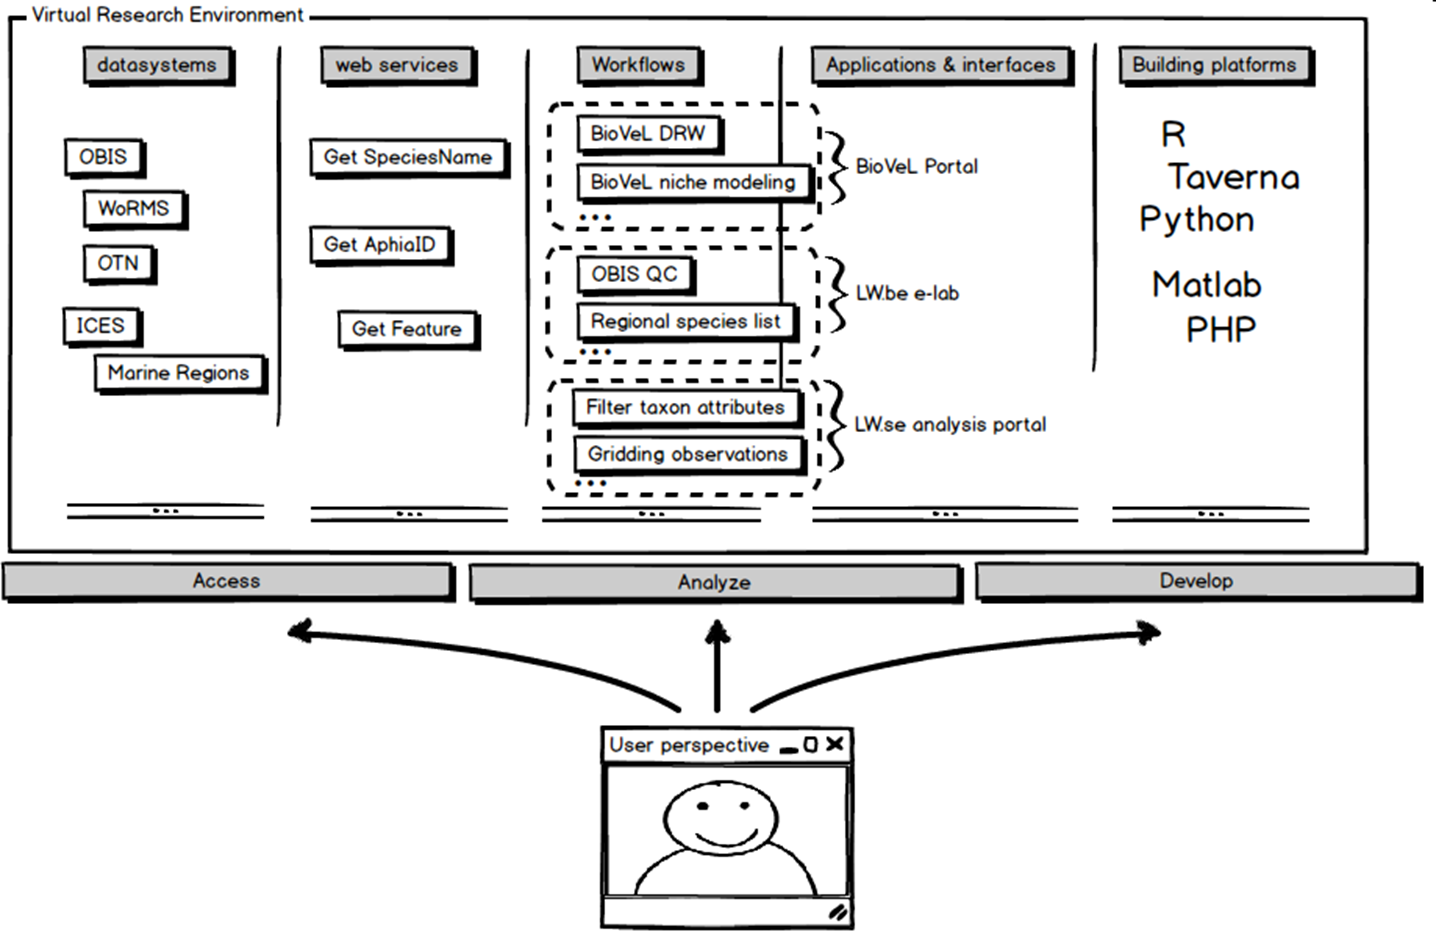 Virtual Research Environment
datasystems
OBIS
WoRMS
OTN
ICES
Marine Regions
...
web services
Get SpeciesName
Get AphiaID
Get Feature
...
Workflows
BioVeL DRW
BioVeL niche modeling
...
OBIS QC
Regional species list
...
Filter taxon attributes
Gridding observations
...
...
Applications & interfaces
BioVeL Portal
LW.be e-lab
LW.se analysis portal
...
Building platforms
R
Taverna
Python
Matlab
PHP
...
Access
Analyze
Develop
User perspective